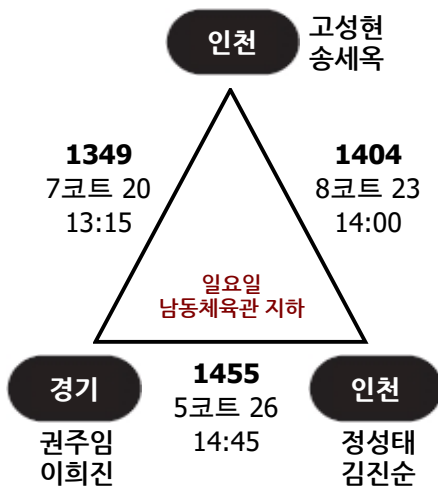 인천
고성현
송세옥
1349
7코트 20
13:15
1404
8코트 23
14:00
일요일
남동체육관 지하
경기
권주임
이희진
1455
5코트 26
14:45
인천
정성태
김진순